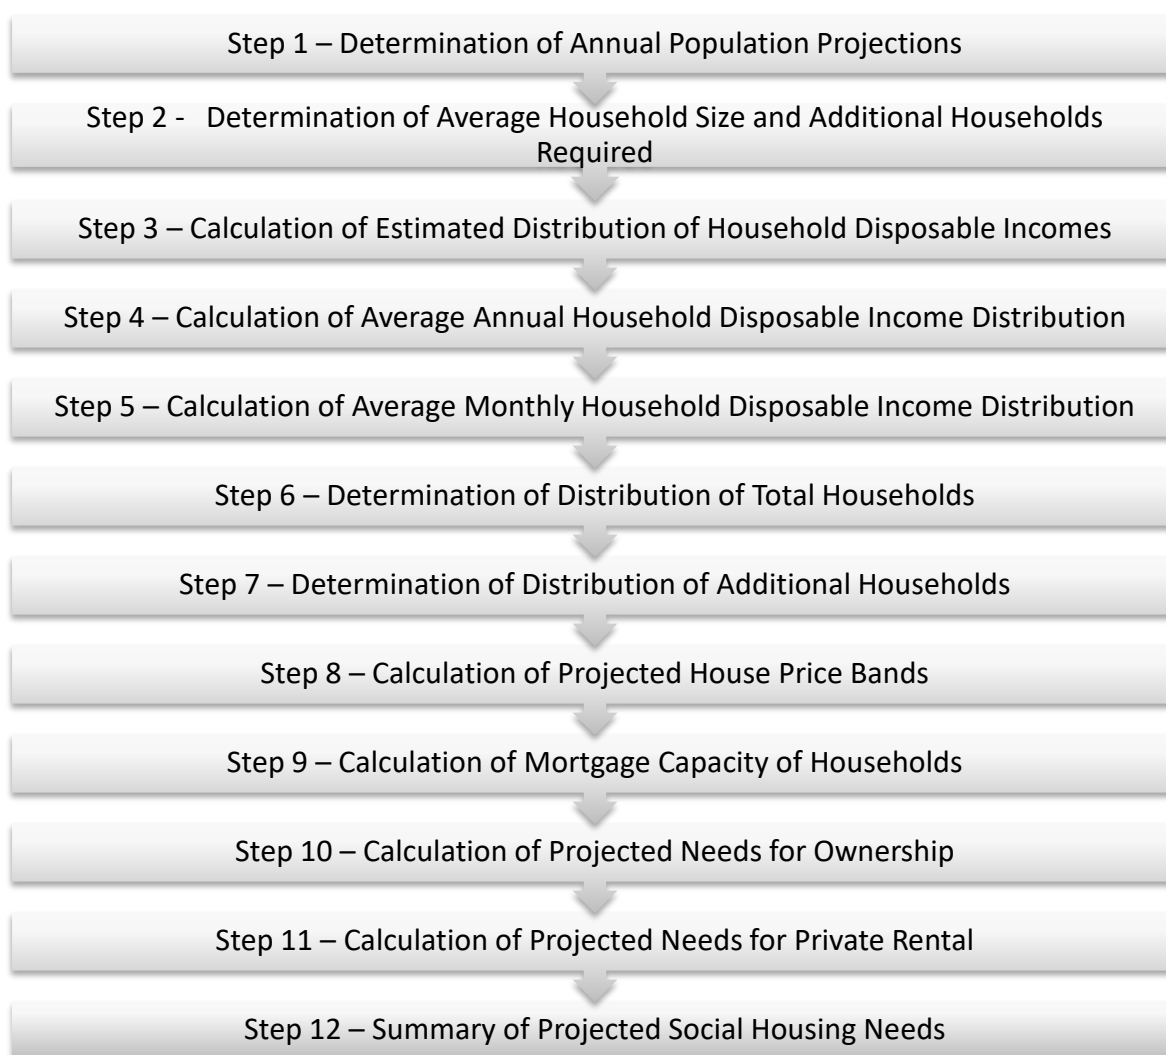 Step 1 – Determination of Annual Population Projections
Step 2 - Determination of Average Household Size and Additional Households
Required
Step 3 – Calculation of Estimated Distribution of Household Disposable Incomes
Step 4 – Calculation of Average Annual Household Disposable Income Distribution
Step 5 – Calculation of Average Monthly Household Disposable Income Distribution
Step 6 – Determination of Distribution of Total Households
Step 7 – Determination of Distribution of Additional Households
Step 8 – Calculation of Projected House Price Bands
Step 9 – Calculation of Mortgage Capacity of Households
Step 10 – Calculation of Projected Needs for Ownership
Step 11 – Calculation of Projected Needs for Private Rental
Step 12 – Summary of Projected Social Housing Needs